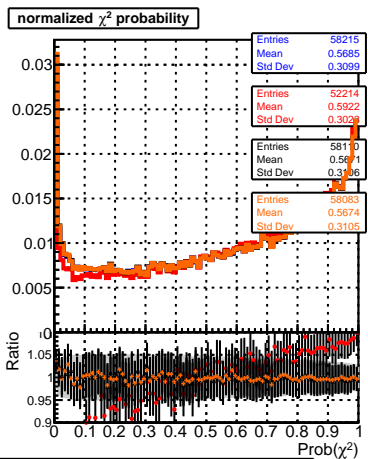 normalized χ² probability
Entries 58215
Mean 0.5685
Std Dev 0.3099
Entries 52214
Mean 0.5922
Std Dev
Entries 58110
Mean
Std Dev
Entries 58083
Mean 0.5674
Std Dev 0.3105
0.03
0.025
0.02
0.015
0.01
0.005
0
Ratio
1.05
1
0.95
0.9
0 0.1 0.2 0.3 0.4 0.5 0.6 0.7 0.8 0.9 1
Prob(χ²)